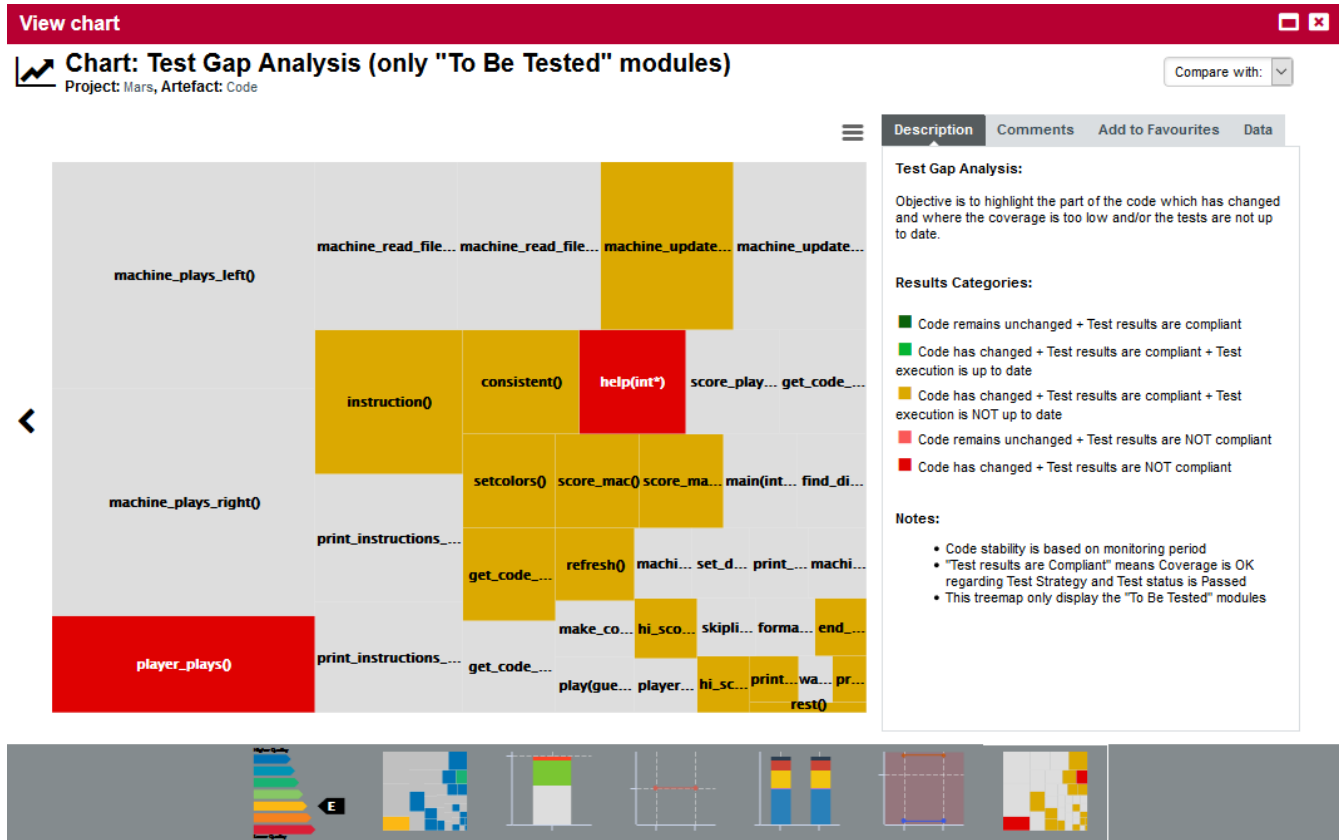 View chart
Chart: Test Gap Analysis (only "To Be Tested" modules)
Project: Mars, Artefact: Code
Compare with:
Description Comments Add to Favourites Data
Test Gap Analysis:
Objective is to highlight the part of the code which has changed
and where the coverage is too low and/or the tests are not up
to date.
Results Categories:
Code remains unchanged + Test results are compliant
Code has changed + Test results are compliant + Test
execution is up to date
Code has changed + Test results are compliant + Test
execution is NOT up to date
Code remains unchanged + Test results are NOT compliant
Code has changed + Test results are NOT compliant
Notes:
• Code stability is based on monitoring period
• "Test results are Compliant" means Coverage is OK
regarding Test Strategy and Test status is Passed
• This treemap only display the "To Be Tested" modules
machine_read_file... machine_read_file... machine_update... machine_update...
machine_plays_left()
instruction() consistent() help(int*) score_play... get_code_...
machine_plays_right()
setcolors() score_mac() score_ma... main(int... find_di...
print_instructions_...
get_code_... refresh() machi... set_d... print_... machi...
make_co... hi_sco... skipli... forma... end_...
player_plays()
print_instructions_... get_code_...
play(gue... player... hi_sc... print... wa... pr...
rest()
Higher Quality
E
Lower Quality